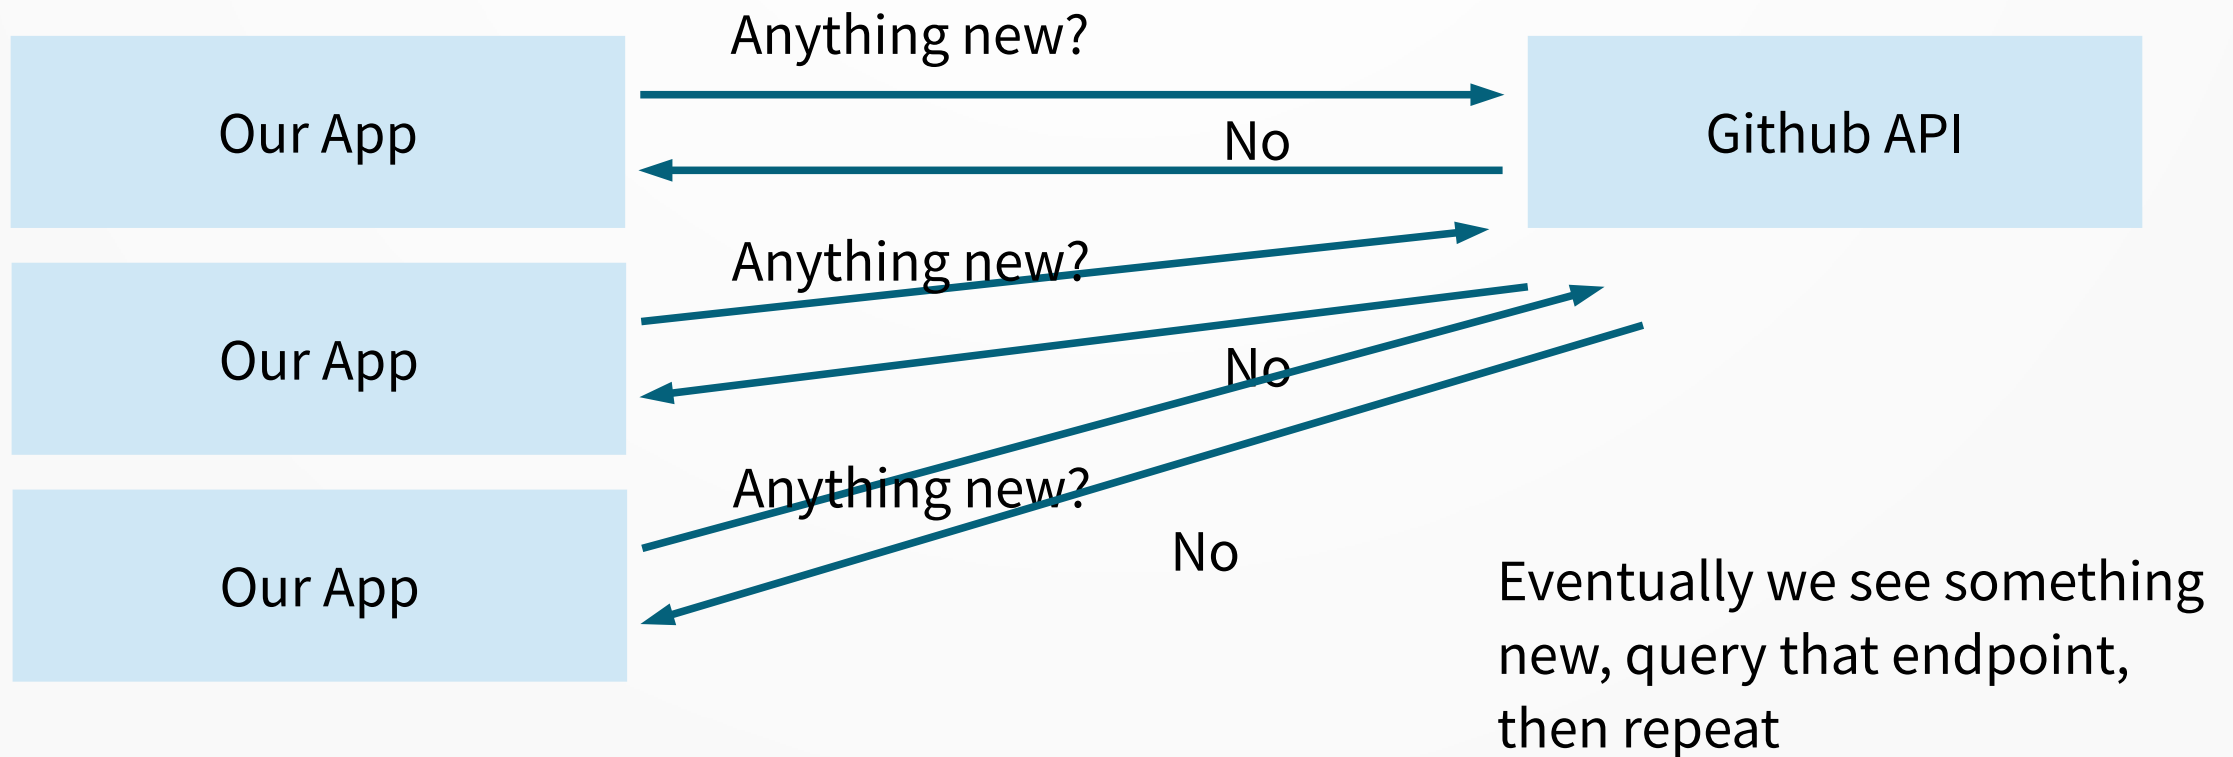 Anything new?
Our App
No
Github API
Anything new?
Our App
No
Anything new?
Our App
No
Eventually we see something
new, query that endpoint,
then repeat